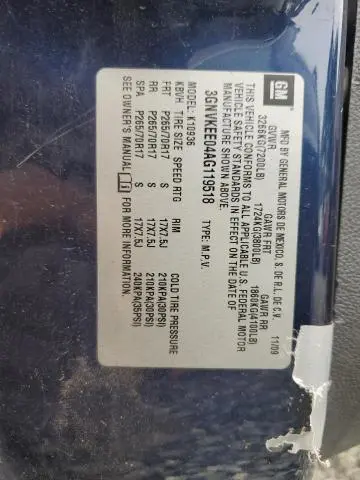 GM
MFD BY GENERAL MOTORS DE MEXICO, S. DE R.L. DE C.V.
11/09
GVWR GAWR FRT GAWR RR
3266KG(7200LB) 1724KG(3800LB) 1860KG(4100LB)
THIS VEHICLE CONFORMS TO ALL APPLICABLE U.S. FEDERAL MOTOR
VEHICLE SAFETY STANDARDS IN EFFECT ON THE DATE OF
MANUFACTURE SHOWN ABOVE.
3GNVKEE04AG119518 TYPE: M.P.V.
MODEL: K10936
KBVH TIRE SIZE SPEED RTG RIM COLD TIRE PRESSURE
FRT P265/70R17 S 17X7.5J 210KPA(30PSI)
RR P265/70R17 S 17X7.5J 210KPA(30PSI)
SPA P265/70R17 S 17X7.5J 240KPA(35PSI)
SEE OWNER'S MANUAL FOR MORE INFORMATION.